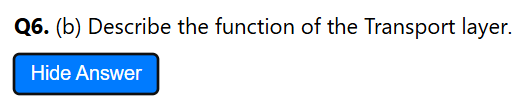 Q6. (b) Describe the function of the Transport layer.
Hide Answer